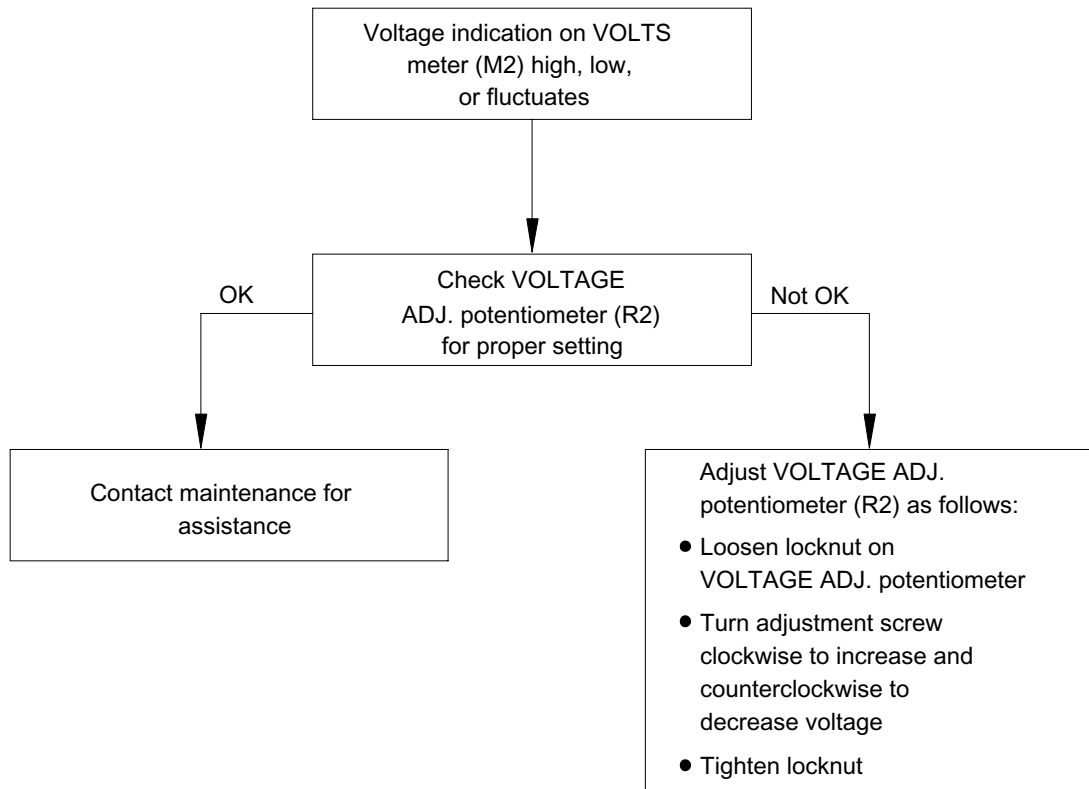 Voltage indication on VOLTS
meter (M2) high, low,
or fluctuates
Check VOLTAGE
ADJ. potentiometer (R2)
for proper setting
OK
Not OK
Contact maintenance for
assistance
Adjust VOLTAGE ADJ.
potentiometer (R2) as follows:
● Loosen locknut on
VOLTAGE ADJ. potentiometer
● Turn adjustment screw
clockwise to increase and
counterclockwise to
decrease voltage
● Tighten locknut